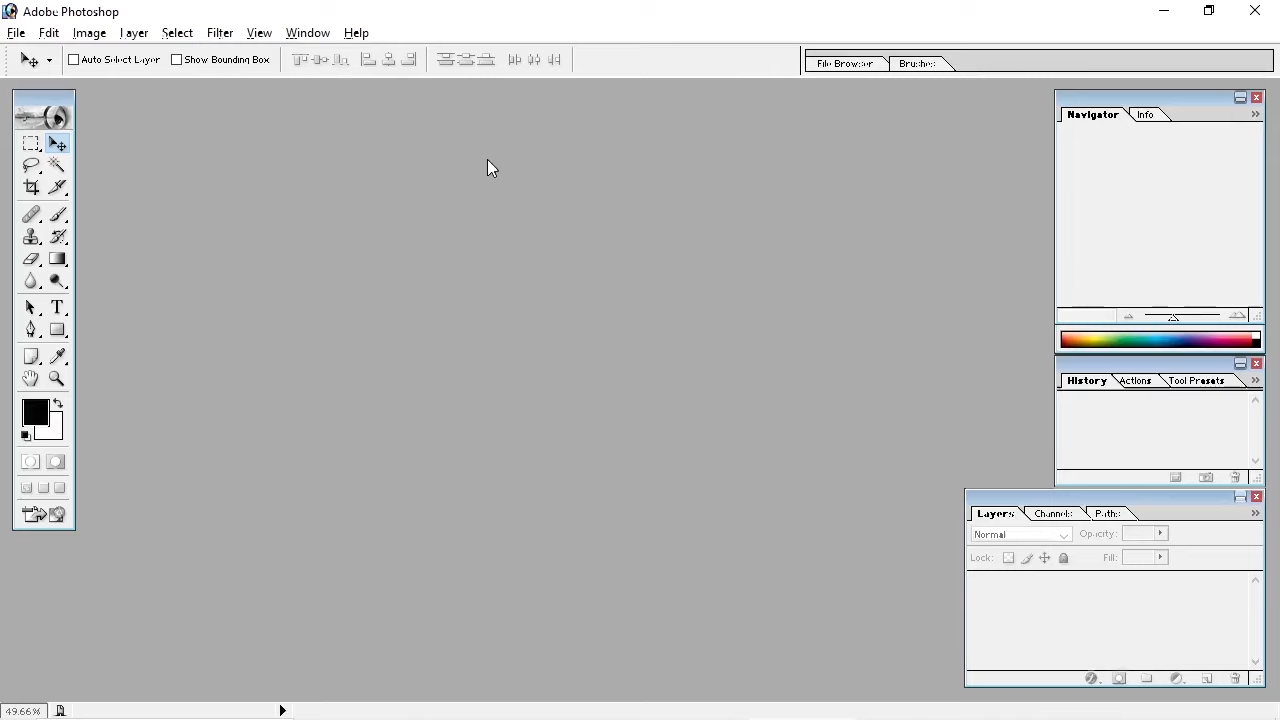 Adobe Photoshop
File Edit Image Layer Select Filter View Window Help
Auto Select Layer Show Bounding Box File Browser Brushes
Navigator Info
History Actions Tool Presets
T
Layers Channels Paths
Normal Opacity:
Lock: Fill:
49.66%